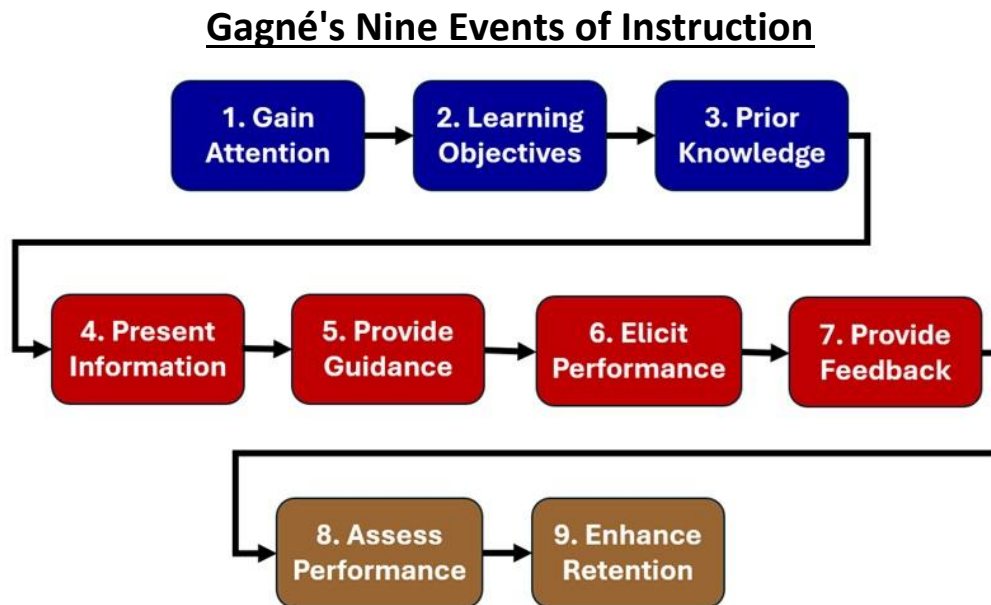 Gagné's Nine Events of Instruction
1. Gain
Attention
2. Learning
Objectives
3. Prior
Knowledge
4. Present
Information
5. Provide
Guidance
6. Elicit
Performance
7. Provide
Feedback
8. Assess
Performance
9. Enhance
Retention